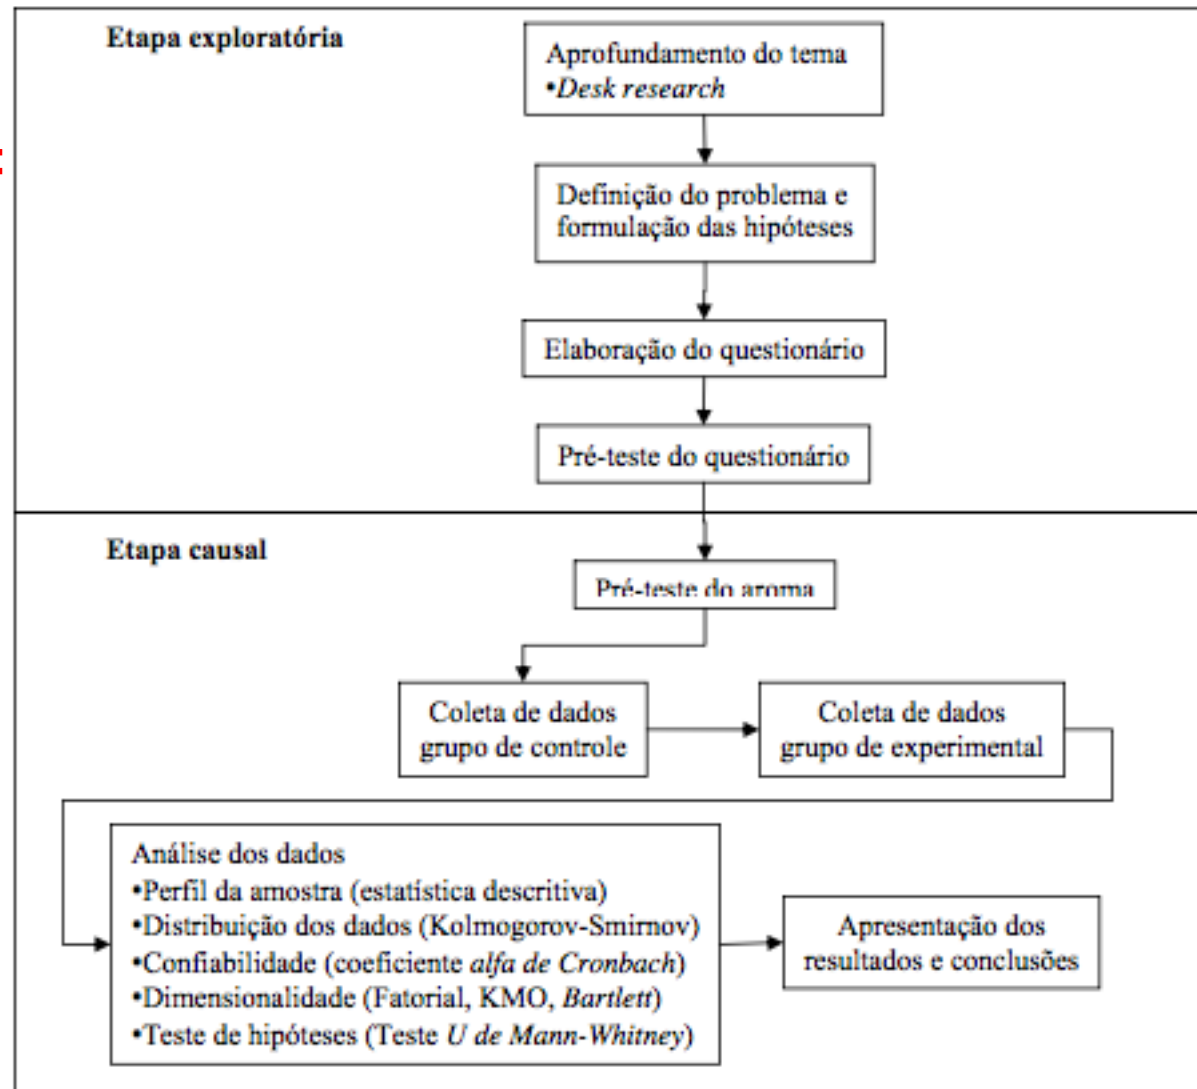 Etapa exploratória
Aprofundamento do tema
•Desk research
:
Definição do problema e
formulação das hipóteses
Elaboração do questionário
Pré-teste do questionário
Etapa causal
Pré-teste do aroma
Coleta de dados
grupo de controle
Coleta de dados
grupo de experimental
Análise dos dados
•Perfil da amostra (estatística descritiva)
•Distribuição dos dados (Kolmogorov-Smirnov)
•Confiabilidade (coeficiente alfa de Cronbach)
•Dimensionalidade (Fatorial, KMO, Bartlett)
•Teste de hipóteses (Teste U de Mann-Whitney)
Apresentação dos
resultados e conclusões